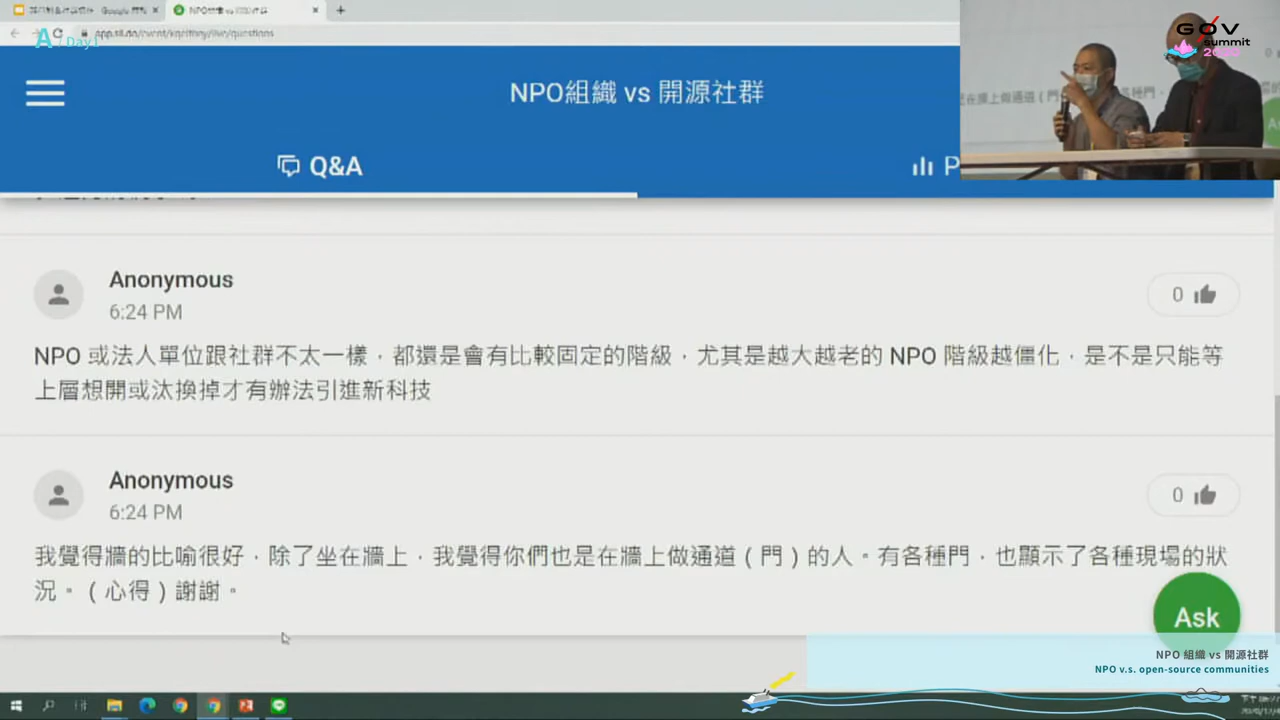 NPO組織 vs 開源社群
Q&A
Anonymous
6:24 PM
0
NPO 或法人單位跟社群不太一樣，都還是會有比較固定的階級，尤其是越大越老的 NPO 階級越僵化，是不是只能等
上層想開或汰換掉才有辦法引進新科技
Anonymous
6:24 PM
0
我覺得牆的比喻很好，除了坐在牆上，我覺得你們也是在牆上做通道（門）的人。有各種門，也顯示了各種現場的狀
況。（心得）謝謝。
Ask
A / Day1
G0V
summit
NPO 組織 vs 開源社群
NPO v.s. open-source communities